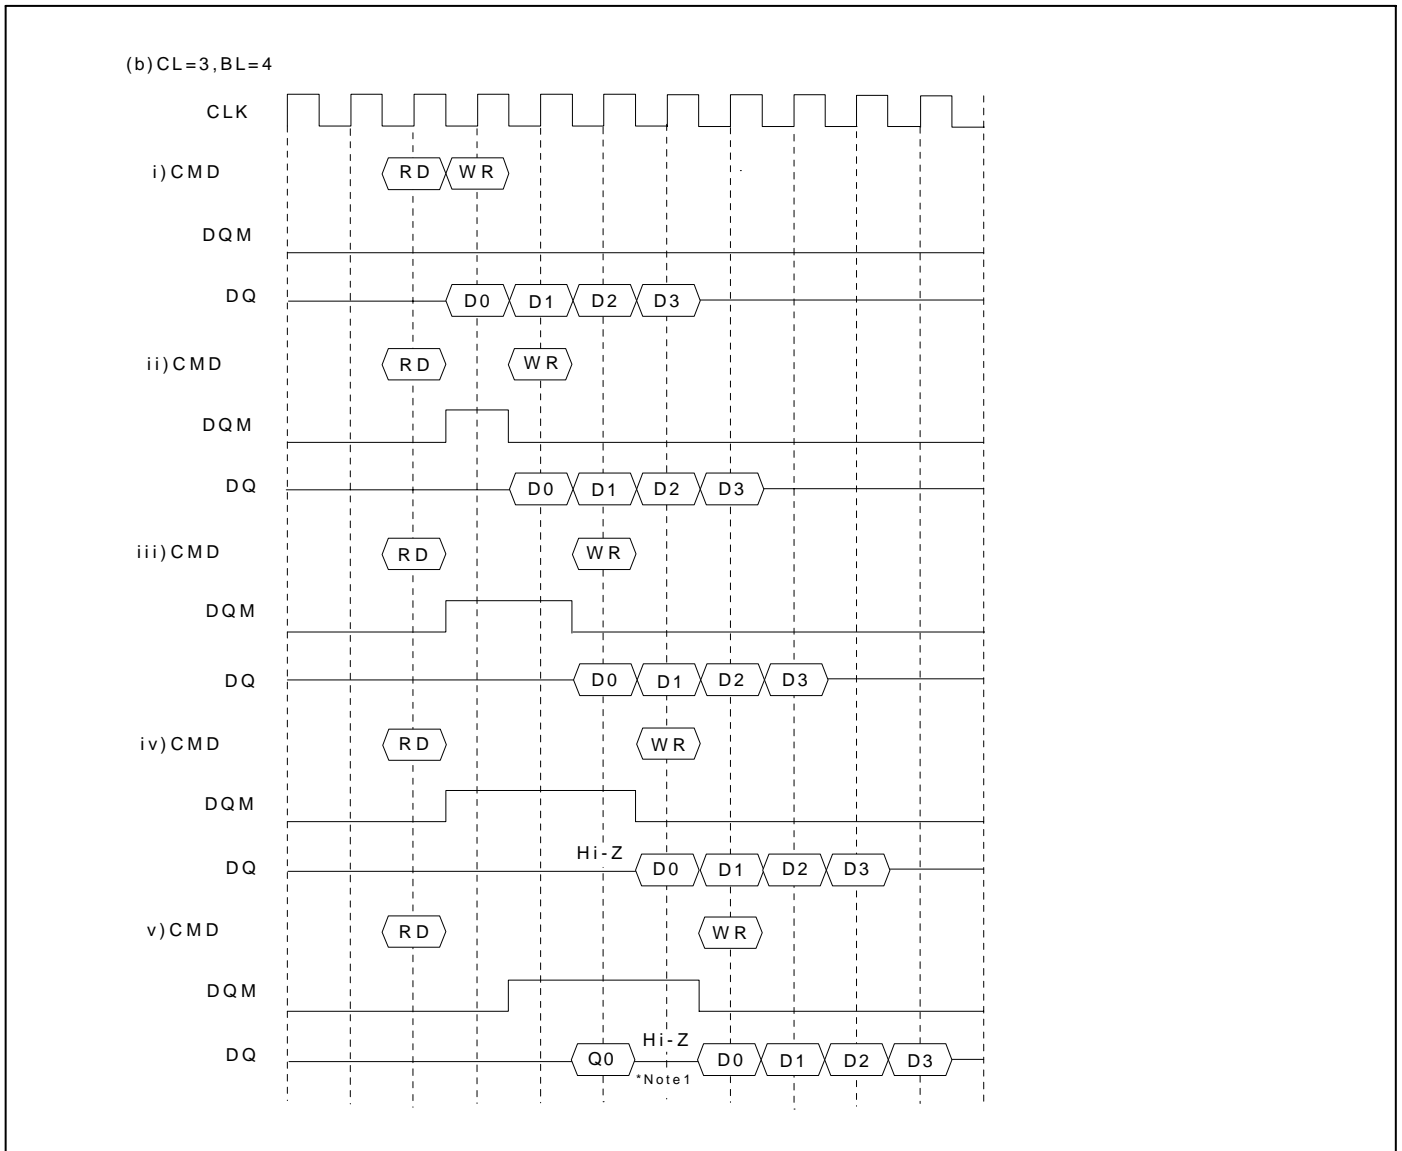 (b)CL=3,BL=4
CLK
i)CMD RD WR
DQM
DQ D0 D1 D2 D3
ii)CMD RD WR
DQM
DQ D0 D1 D2 D3
iii)CMD RD WR
DQM
DQ D0 D1 D2 D3
iv)CMD RD WR
DQM
DQ Hi-Z D0 D1 D2 D3
v)CMD RD WR
DQM
DQ Q0 Hi-Z D0 D1 D2 D3
*Note1